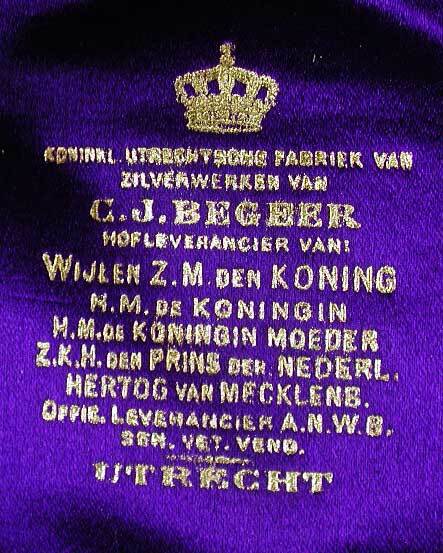 KONINKL. UTRECHTSCHE FABRIEK VAN
ZILVERWERKEN VAN
C.J. BEGEER
HOFLEVERANCIER VAN:
WIJLEN Z.M. DEN KONING
H.M. DE KONINGIN
H.M. DE KONINGIN MOEDER
Z.K.H. DEN PRINS DER NEDERL.
HERTOG VAN MECKLENB.
OFFIC. LEVERANCIER A.N.W.B.
GEN. VET. VEND.
UTRECHT